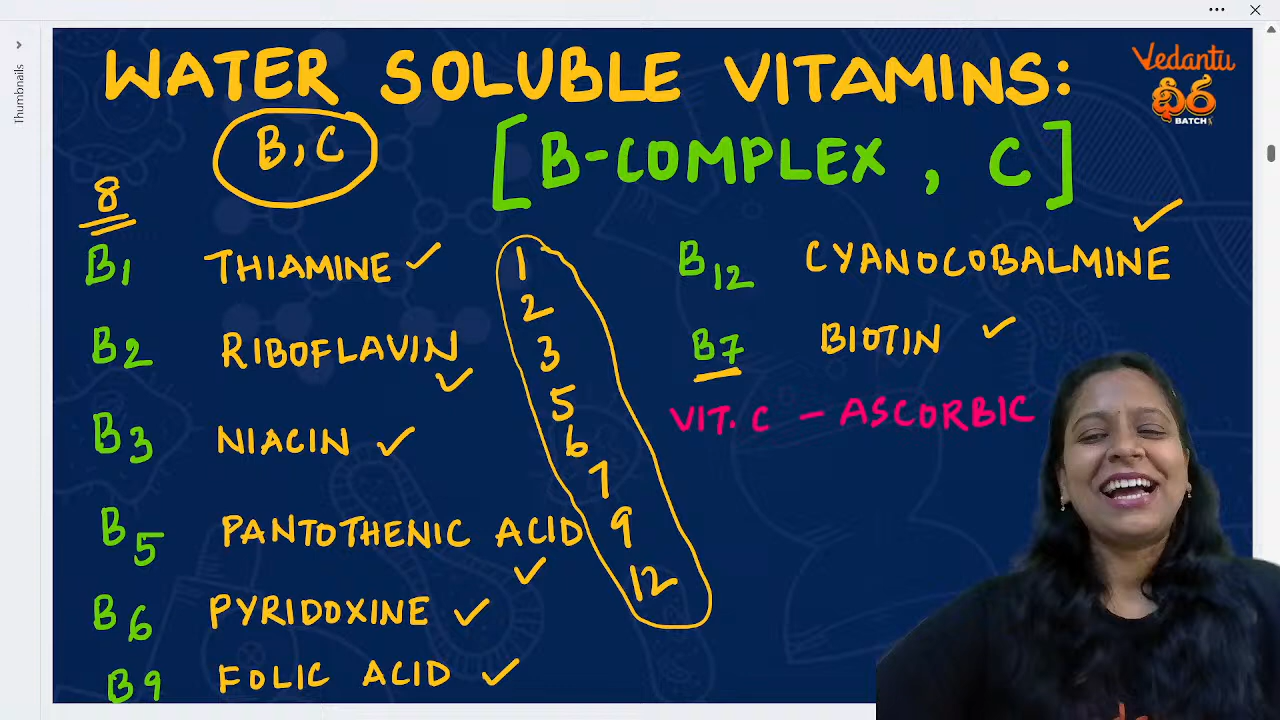 Thumbnails
WATER SOLUBLE VITAMINS:
Vedantu
ధీర
BATCH
B, C
[B-COMPLEX, C]
8
B1 THIAMINE
B2 RIBOFLAVIN
B3 NIACIN
B5 PANTOTHENIC ACID
B6 PYRIDOXINE
B9 FOLIC ACID
1
2
3
5
6
7
9
12
B12 CYANOCOBALMINE
B7 BIOTIN
VIT. C - ASCORBIC